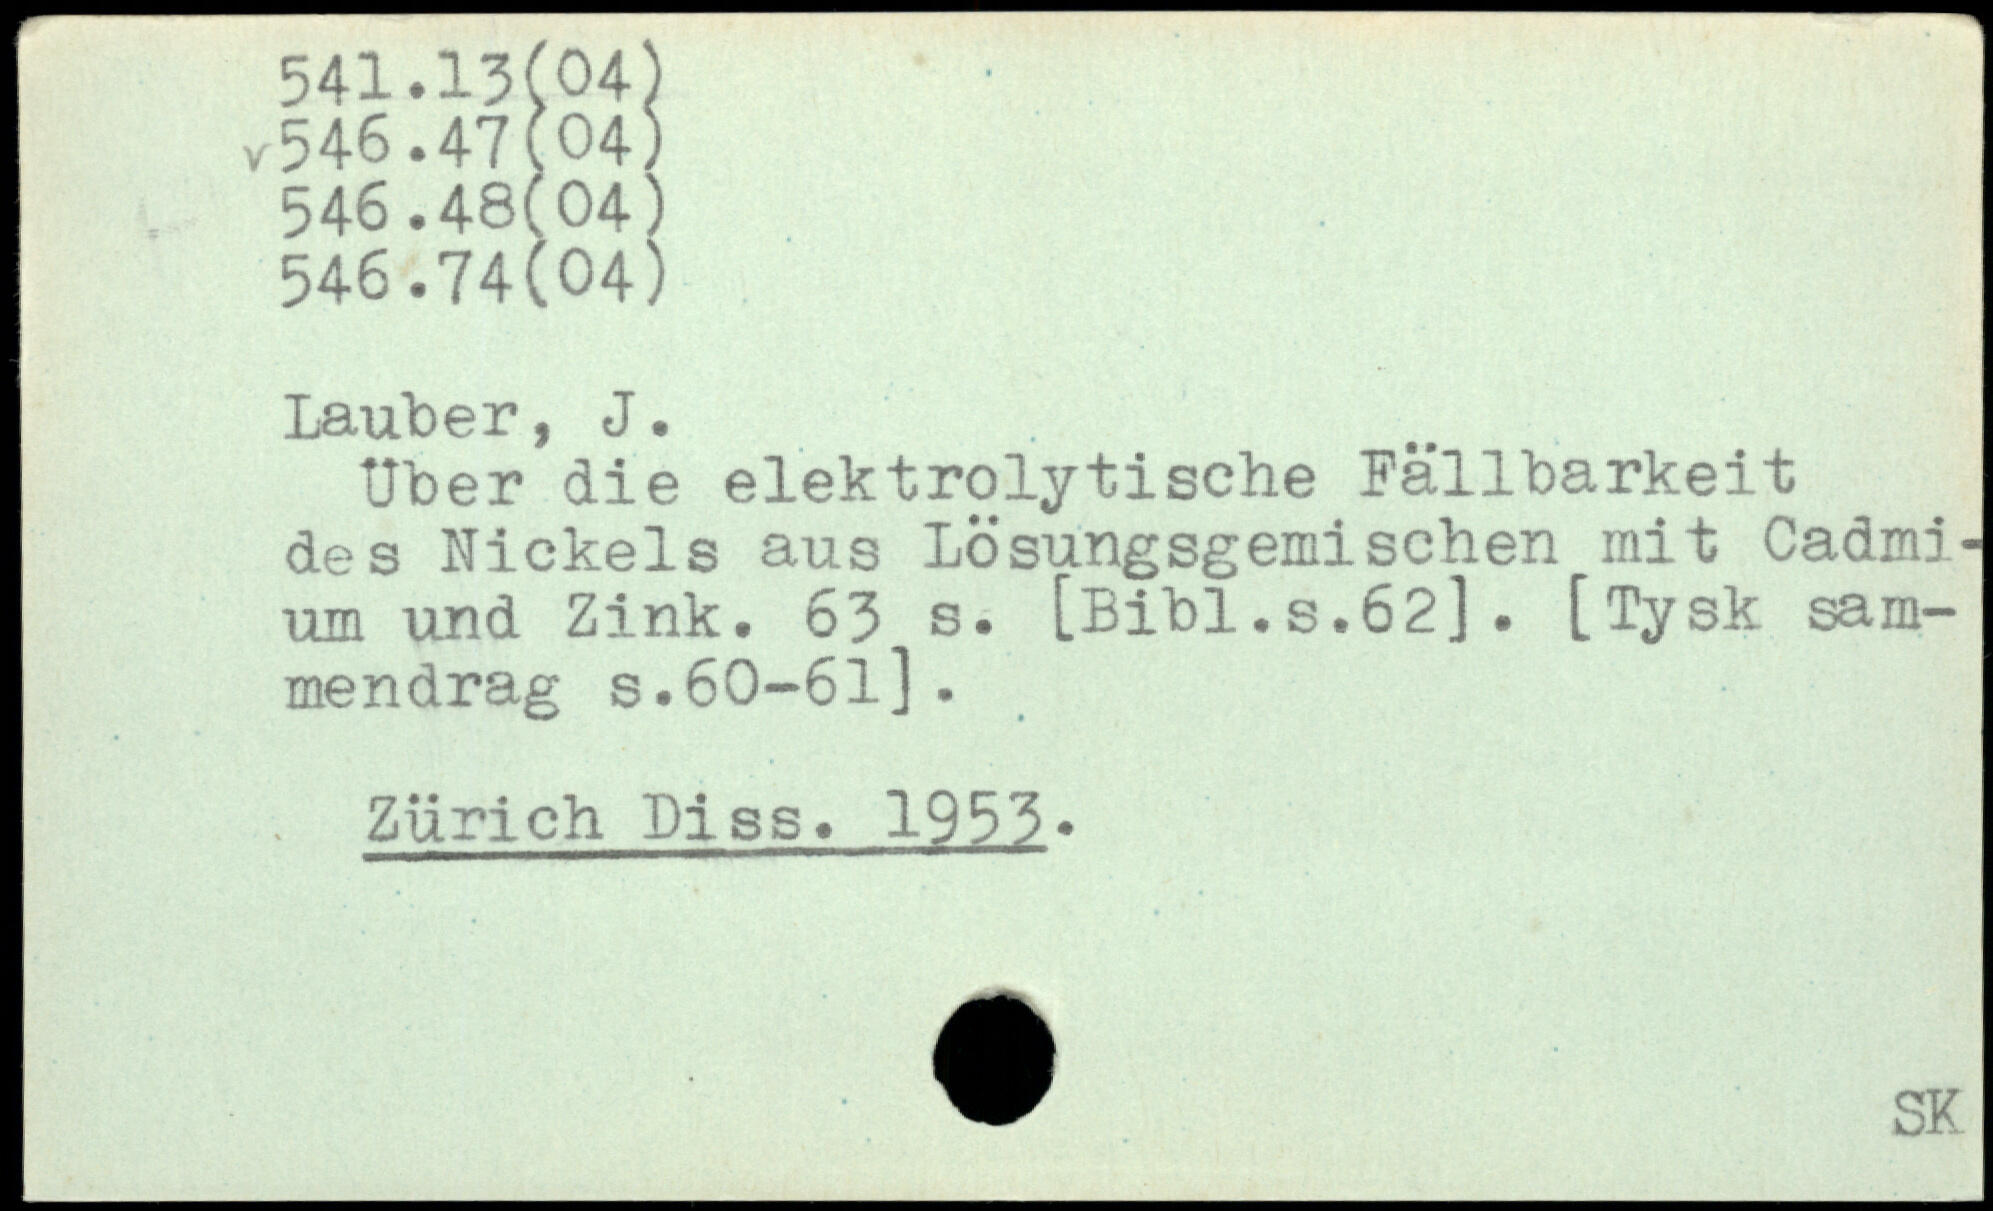 541.13(04)
v546.47(04)
546.48(04)
546.74(04)
Lauber, J.
Über die elektrolytische Fällbarkeit
des Nickels aus Lösungsgemischen mit Cadmi-
um und Zink. 63 s. [Bibl.s.62]. [Tysk sam-
mendrag s.60-61].
Zürich Diss. 1953.
SK